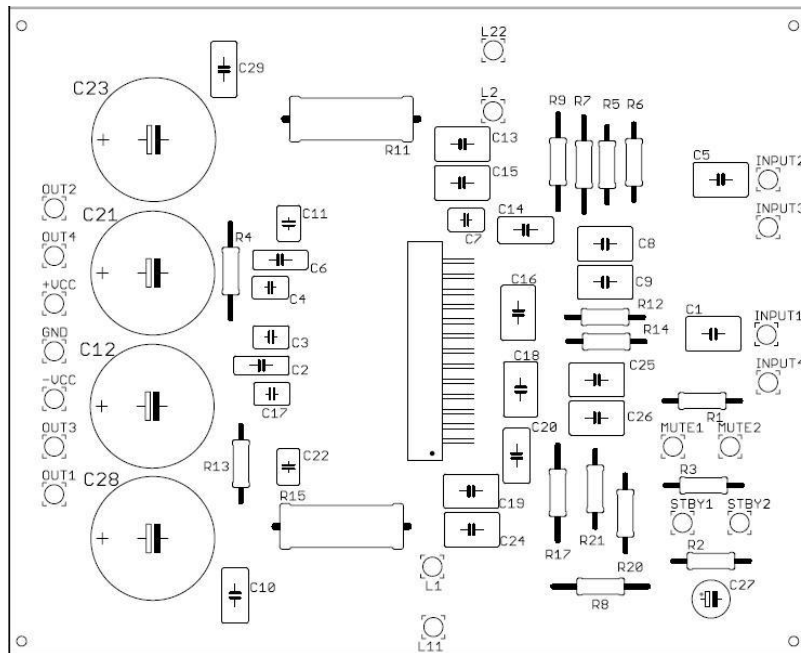 L22
C29
C23
L2
R9
R7
R5
R6
R11
C13
C5
INPUT2
C15
OUT2
C21
C11
C14
INPUT3
C7
R4
OUT4
C8
C6
+VCC
C4
C16
C9
R12
INPUT1
C1
GND
C12
C3
R14
C18
C2
C25
INPUT4
-VCC
C17
R1
C26
MUTE1
MUTE2
OUT3
C20
R13
C22
R3
OUT1
C28
R15
C19
STBY1
STBY2
C24
R17
R21
R20
R2
L1
C10
R8
C27
L11